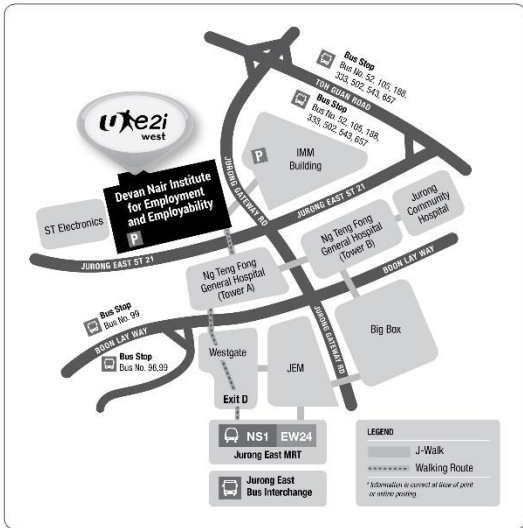 Bus Stop
Bus No. 52, 105, 188,
333, 502, 543, 657
TOH GUAN ROAD
Bus Stop
Bus No. 52, 105, 188,
333, 502, 543, 657
e2i
west
P
IMM
Building
JURONG GATEWAY RD
Devan Nair Institute
for Employment
and Employability
P
ST Electronics
JURONG EAST ST 21
Jurong
Community
Hospital
Ng Teng Fong
General Hospital
(Tower B)
JURONG EAST ST 21
Ng Teng Fong
General Hospital
(Tower A)
BOON LAY WAY
Bus Stop
Bus No. 99
BOON LAY WAY
Bus Stop
Bus No. 98,99
JURONG GATEWAY RD
Big Box
Westgate
JEM
Exit D
NS1 EW24
Jurong East MRT
Jurong East
Bus Interchange
LEGEND
J-Walk
Walking Route
* Information is correct at time of print
or online posting.